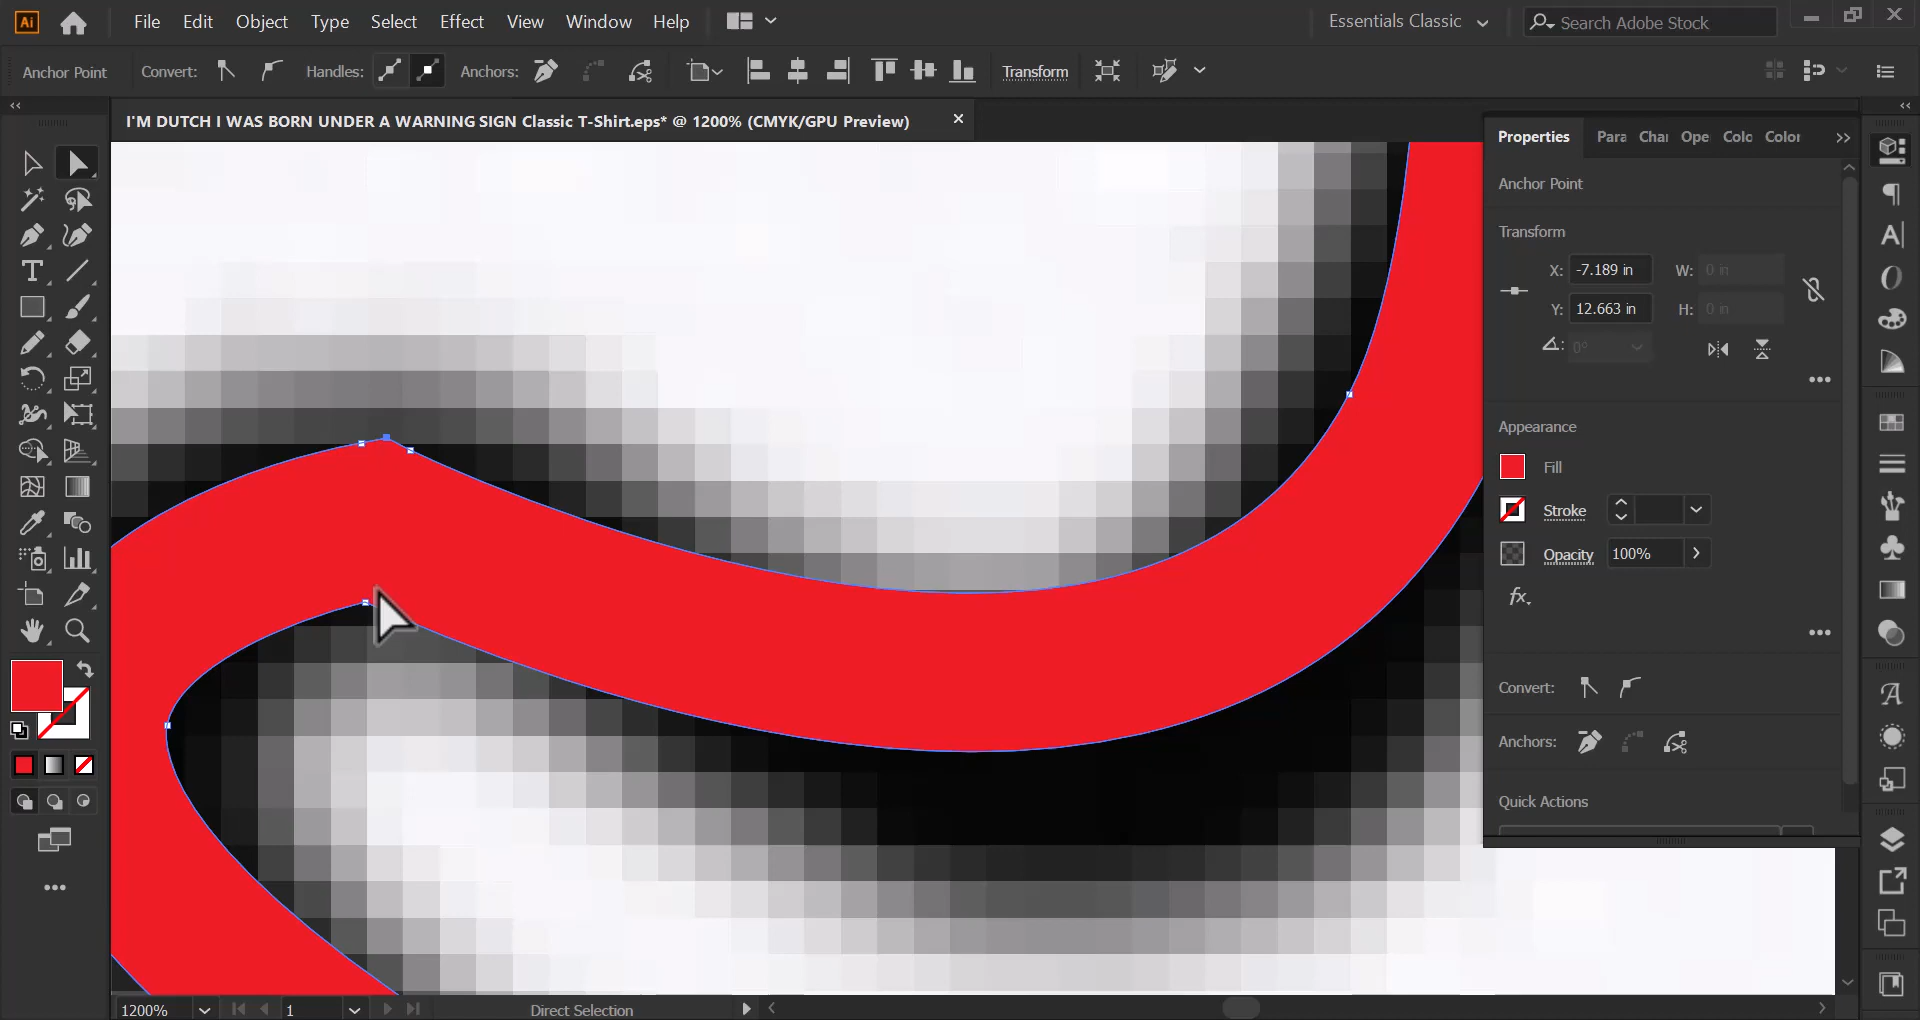 Ai File Edit Object Type Select Effect View Window Help Essentials Classic Search Adobe Stock
Anchor Point Convert: Handles: Anchors: Transform
I'M DUTCH I WAS BORN UNDER A WARNING SIGN Classic T-Shirt.eps* @ 1200% (CMYK/GPU Preview)
Properties Para Char Ope Colo Color
Anchor Point
Transform
X: -7.189 in W: 0 in
Y: 12.663 in H: 0 in
0°
Appearance
Fill
Stroke
Opacity 100%
fx
Convert:
Anchors:
Quick Actions
1200% 1 Direct Selection